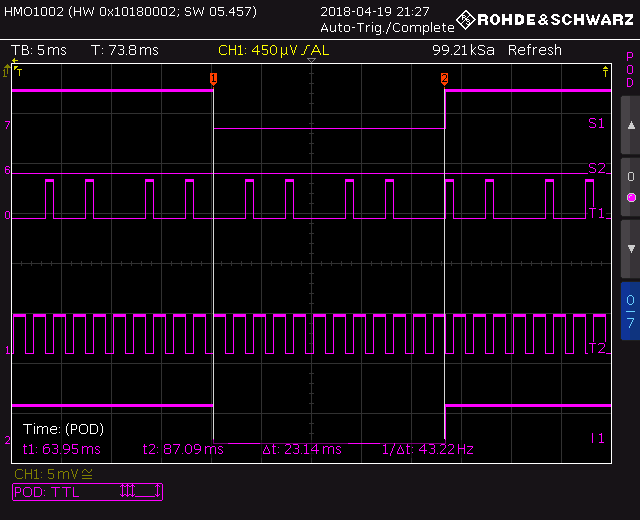 HMO1002 (HW 0x10180002; SW 05.457)
2018-04-19 21:27
ROHDE&SCHWARZ
Auto-Trig./Complete
TB: 5 ms
T: 73.8 ms
CH1: 450 µV
AL
99.21 kSa
Refresh
POD
1
T
1
2
T
7
S1
6
S2
0
T1
0
0
7
1
T2
Time: (POD)
2
I1
t1: 63.95 ms
t2: 87.09 ms
Δt: 23.14 ms
1/Δt: 43.22 Hz
CH1: 5 mV
POD: TTL